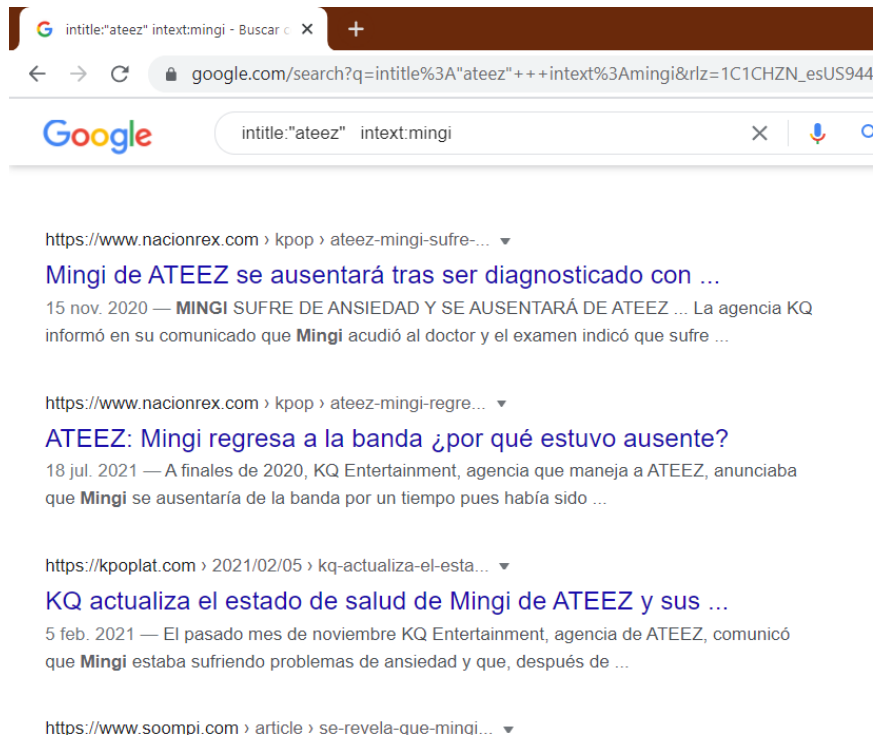 intitle:"ateez" intext:mingi - Buscar c
google.com/search?q=intitle%3A"ateez"+++intext%3Amingi&rlz=1C1CHZN_esUS944
Google
intitle:"ateez"   intext:mingi
https://www.nacionrex.com › kpop › ateez-mingi-sufre-...
Mingi de ATEEZ se ausentará tras ser diagnosticado con ...
15 nov. 2020 — MINGI SUFRE DE ANSIEDAD Y SE AUSENTARÁ DE ATEEZ ... La agencia KQ
informó en su comunicado que Mingi acudió al doctor y el examen indicó que sufre ...
https://www.nacionrex.com › kpop › ateez-mingi-regre...
ATEEZ: Mingi regresa a la banda ¿por qué estuvo ausente?
18 jul. 2021 — A finales de 2020, KQ Entertainment, agencia que maneja a ATEEZ, anunciaba
que Mingi se ausentaría de la banda por un tiempo pues había sido ...
https://kpoplat.com › 2021/02/05 › kq-actualiza-el-esta...
KQ actualiza el estado de salud de Mingi de ATEEZ y sus ...
5 feb. 2021 — El pasado mes de noviembre KQ Entertainment, agencia de ATEEZ, comunicó
que Mingi estaba sufriendo problemas de ansiedad y que, después de ...
https://www.soompi.com › article › se-revela-que-mingi...